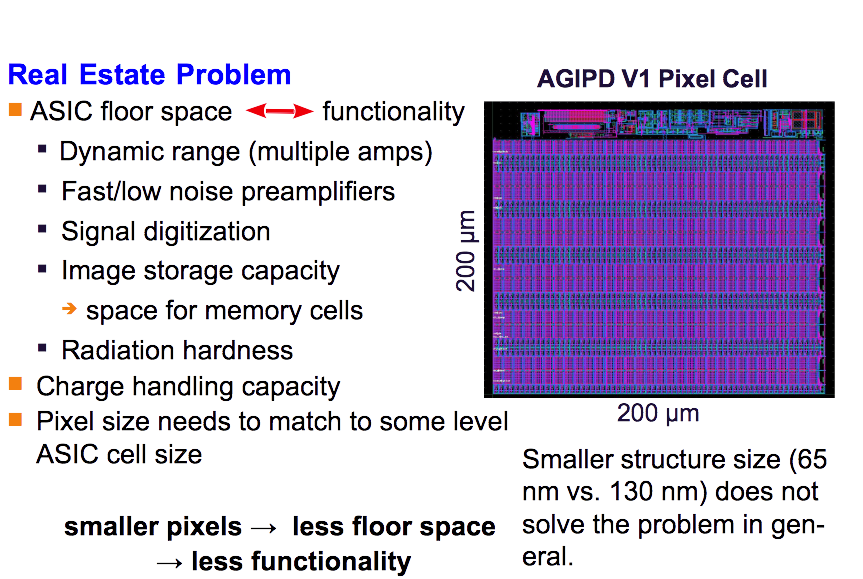 Real Estate Problem
ASIC floor space ↔ functionality
Dynamic range (multiple amps)
Fast/low noise preamplifiers
Signal digitization
Image storage capacity
➔ space for memory cells
Radiation hardness
Charge handling capacity
Pixel size needs to match to some level
ASIC cell size
smaller pixels → less floor space
→ less functionality
AGIPD V1 Pixel Cell
200 µm
200 µm
Smaller structure size (65
nm vs. 130 nm) does not
solve the problem in gen-
eral.